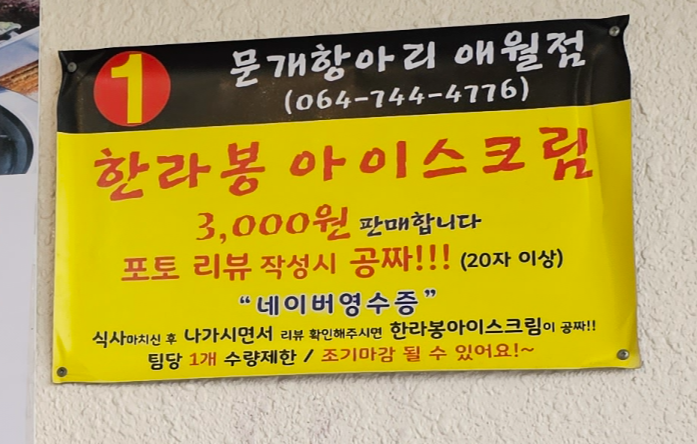 1
문개항아리 애월점
(064-744-4776)
한라봉 아이스크림
3,000원 판매합니다
포토 리뷰 작성시 공짜!!! (20자 이상)
“네이버영수증”
식사마치신 후 나가시면서 리뷰 확인해주시면 한라봉아이스크림이 공짜!!
팀당 1개 수량제한 / 조기마감 될 수 있어요!~